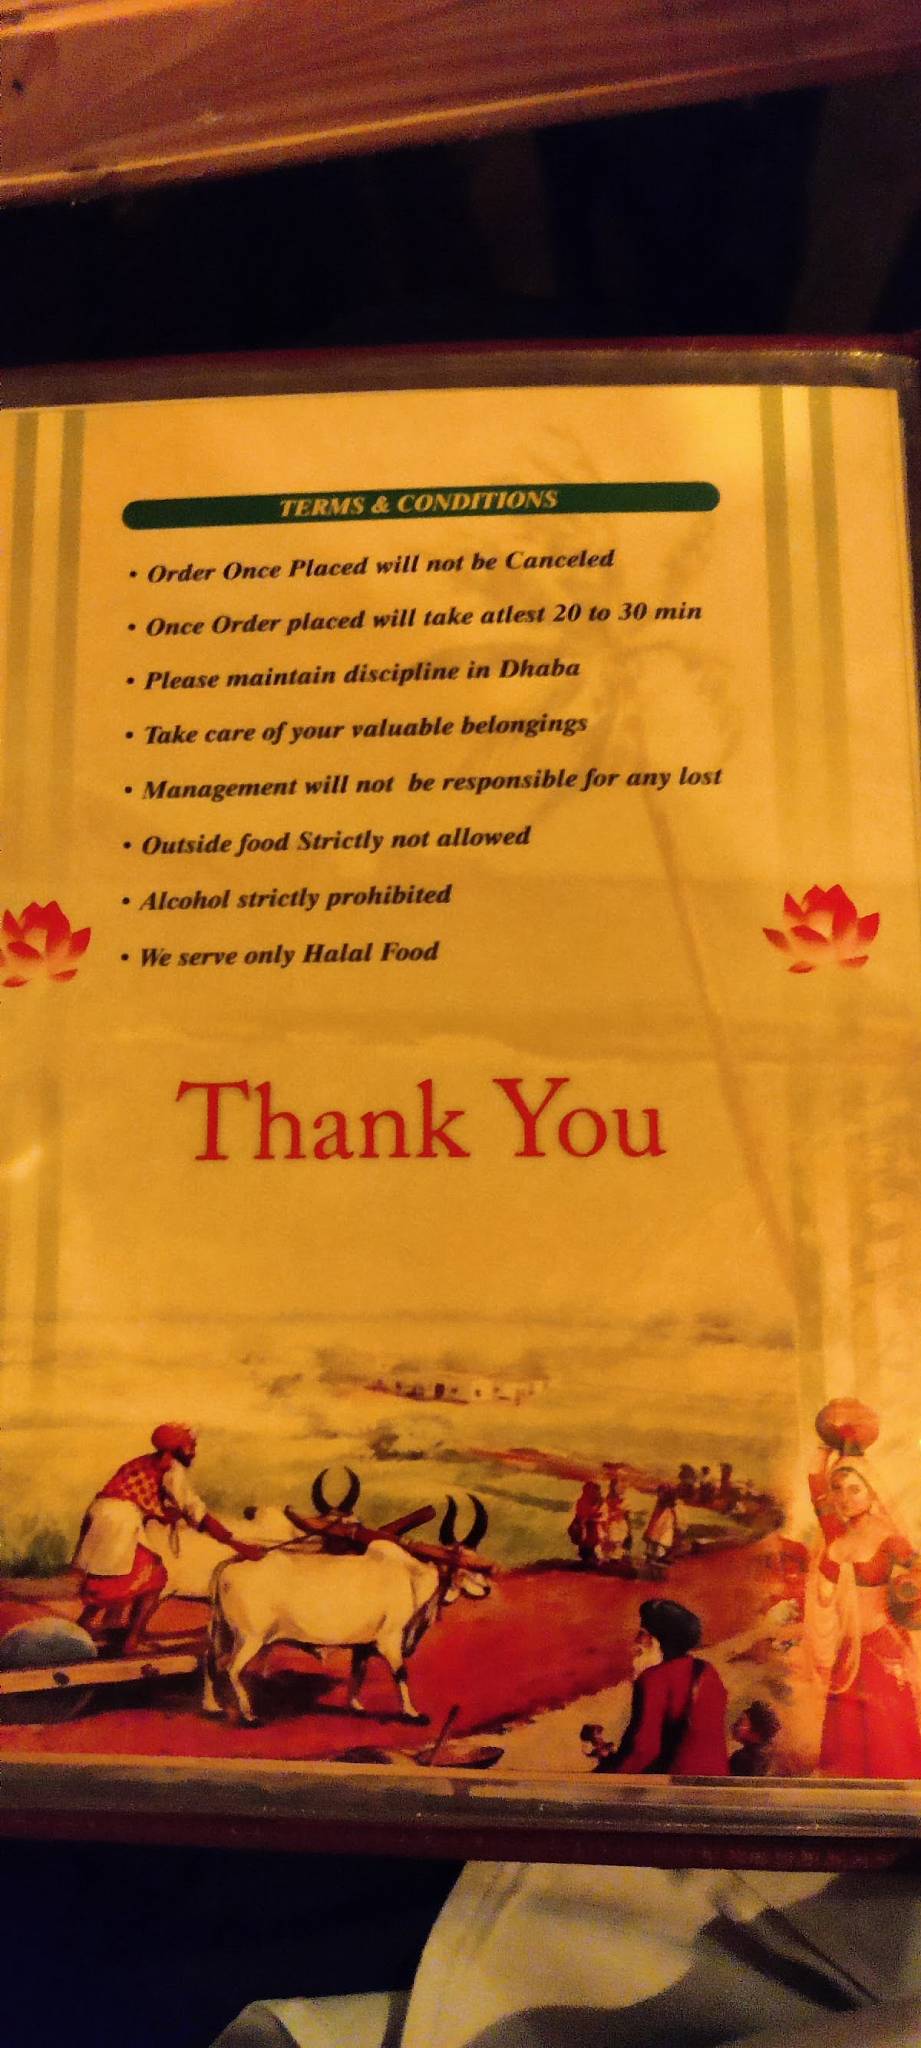 TERMS & CONDITIONS
• Order Once Placed will not be Canceled
• Once Order placed will take atlest 20 to 30 min
• Please maintain discipline in Dhaba
• Take care of your valuable belongings
• Management will not be responsible for any lost
• Outside food Strictly not allowed
• Alcohol strictly prohibited
• We serve only Halal Food
Thank You